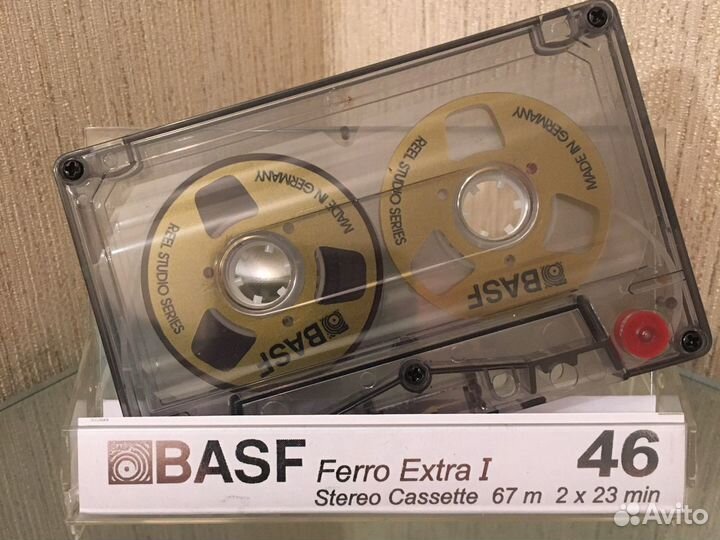 MADE IN GERMANY
REEL STUDIO SERIES
BASF
MADE IN GERMANY
REEL STUDIO SERIES
BASF
BASF Ferro Extra I 46
Stereo Cassette 67 m 2 x 23 min
Avito